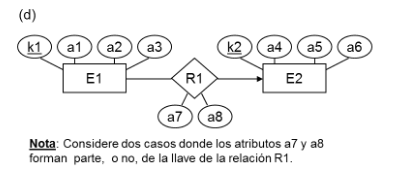 (d)
k1 a1 a2 a3 k2 a4 a5 a6
E1 R1 E2
a7 a8
Nota: Considere dos casos donde los atributos a7 y a8
forman parte, o no, de la llave de la relación R1.